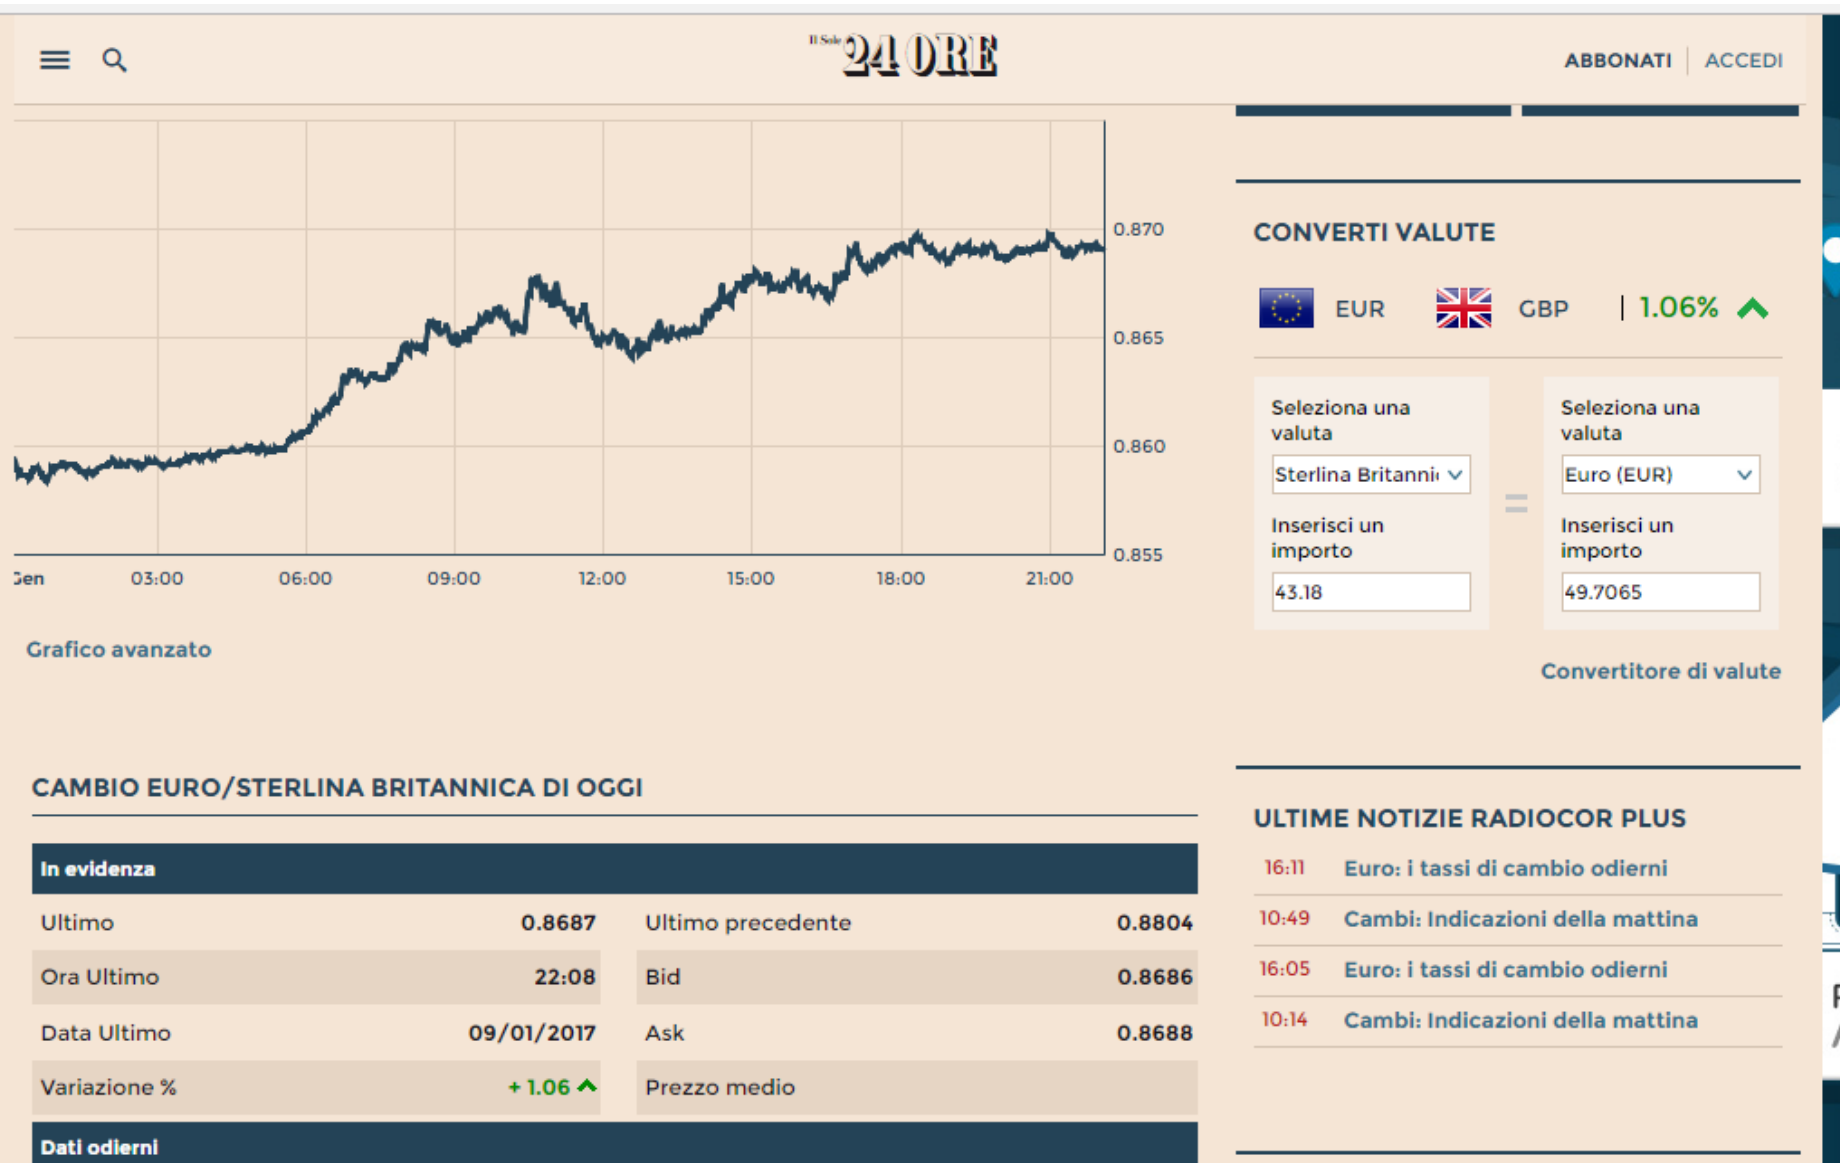 Il Sole 24 ORE
ABBONATI ACCEDI
0.870
0.865
0.860
0.855
03:00 06:00 09:00 12:00 15:00 18:00 21:00
Grafico avanzato
CONVERTI VALUTE
EUR GBP | 1.06%
Seleziona una
valuta
Sterlina Britanni
Inserisci un
importo
43.18
=
Seleziona una
valuta
Euro (EUR)
Inserisci un
importo
49.7065
Convertitore di valute
CAMBIO EURO/STERLINA BRITANNICA DI OGGI
In evidenza
Ultimo 0.8687 Ultimo precedente 0.8804
Ora Ultimo 22:08 Bid 0.8686
Data Ultimo 09/01/2017 Ask 0.8688
Variazione % +1.06 Prezzo medio
Dati odierni
ULTIME NOTIZIE RADIOCOR PLUS
16:11 Euro: i tassi di cambio odierni
10:49 Cambi: Indicazioni della mattina
16:05 Euro: i tassi di cambio odierni
10:14 Cambi: Indicazioni della mattina